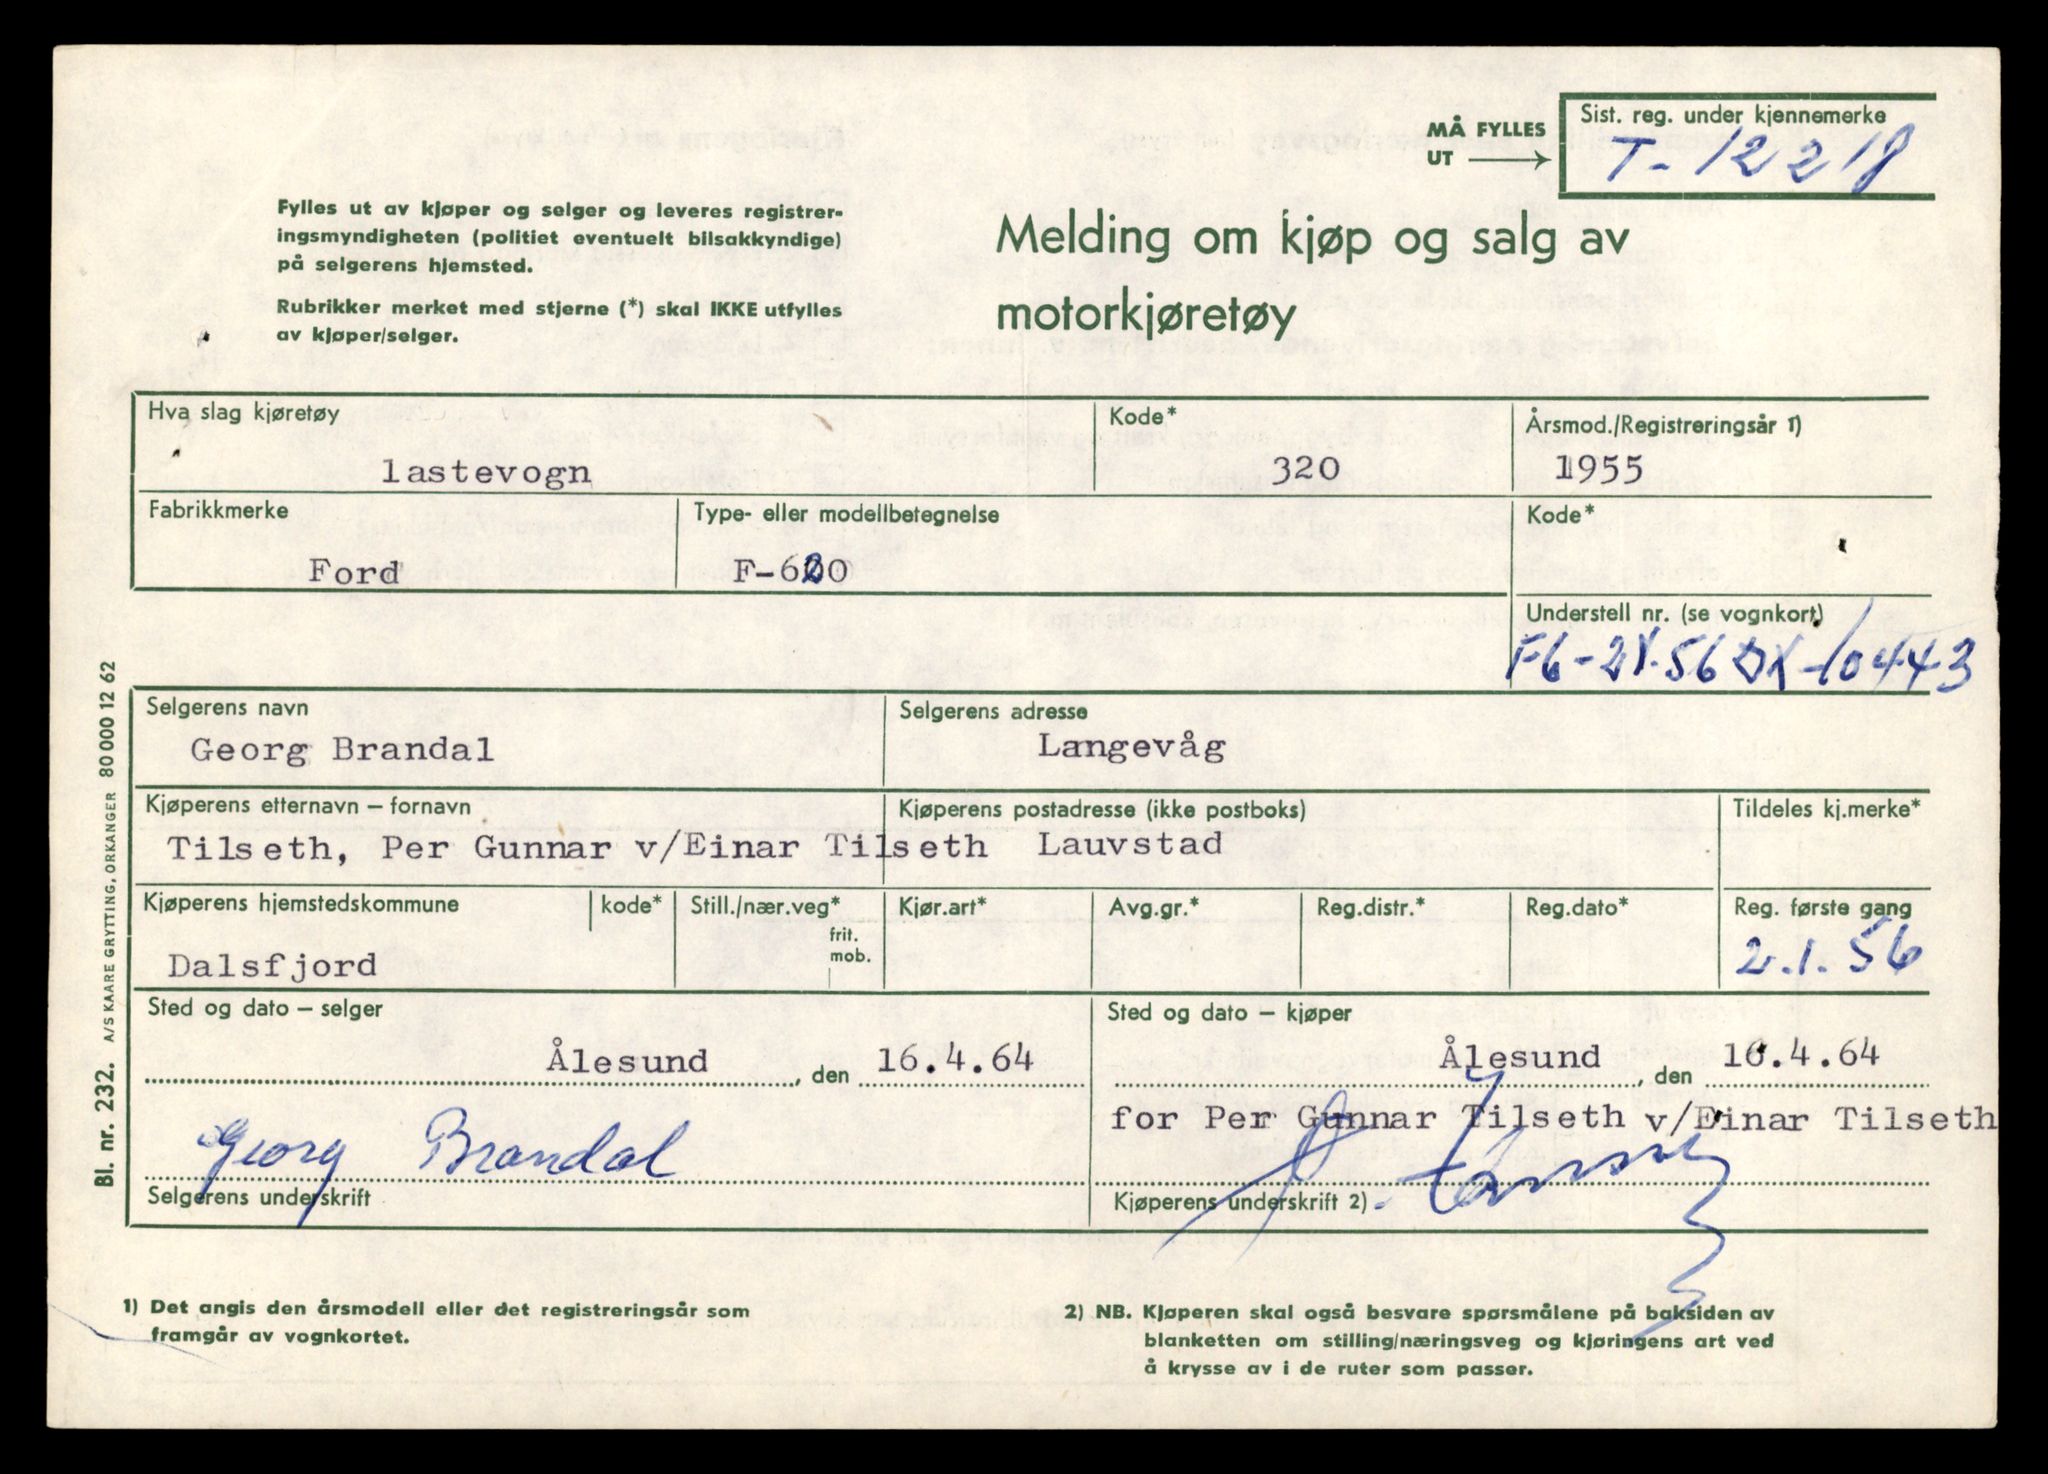 MÅ FYLLES
UT
Sist. reg. under kjennemerke
T-12218
Fylles ut av kjøper og selger og leveres registrer-
ingsmyndigheten (politiet eventuelt bilsakkyndige)
på selgerens hjemsted.
Rubrikker merket med stjerne (*) skal IKKE utfylles
av kjøper/selger.
Melding om kjøp og salg av
motorkjøretøy
Hva slag kjøretøy
lastevogn
Kode*
320
Årsmod./Registreringsår 1)
1955
Fabrikkmerke
Ford
Type- eller modellbetegnelse
F-600
Kode*
Understell nr. (se vognkort)
Selgerens navn
Georg Brandal
Selgerens adresse
Langevåg
Kjøperens etternavn – fornavn
Tilseth, Per Gunnar v/Einar Tilseth
Kjøperens postadresse (ikke postboks)
Lauvstad
Tildeles kj.merke*
Kjøperens hjemstedskommune
Dalsfjord
kode*
Still./nær.veg*
frit.
mob.
Kjør.art*
Avg.gr.*
Reg.distr.*
Reg.dato*
Reg. første gang
2.1.56
Sted og dato – selger
Ålesund, den 16.4.64
Georg Brandal
Selgerens underskrift
Sted og dato – kjøper
Ålesund, den 16.4.64
for Per Gunnar Tilseth v/Einar Tilseth
Kjøperens underskrift 2)
1) Det angis den årsmodell eller det registreringsår som
framgår av vognkortet.
2) NB. Kjøperen skal også besvare spørsmålene på baksiden av
blanketten om stilling/næringsveg og kjøringens art ved
å krysse av i de ruter som passer.
Bl. nr. 232. A/S KAARE GRYTTING, ORKANGER 80 000 12 62